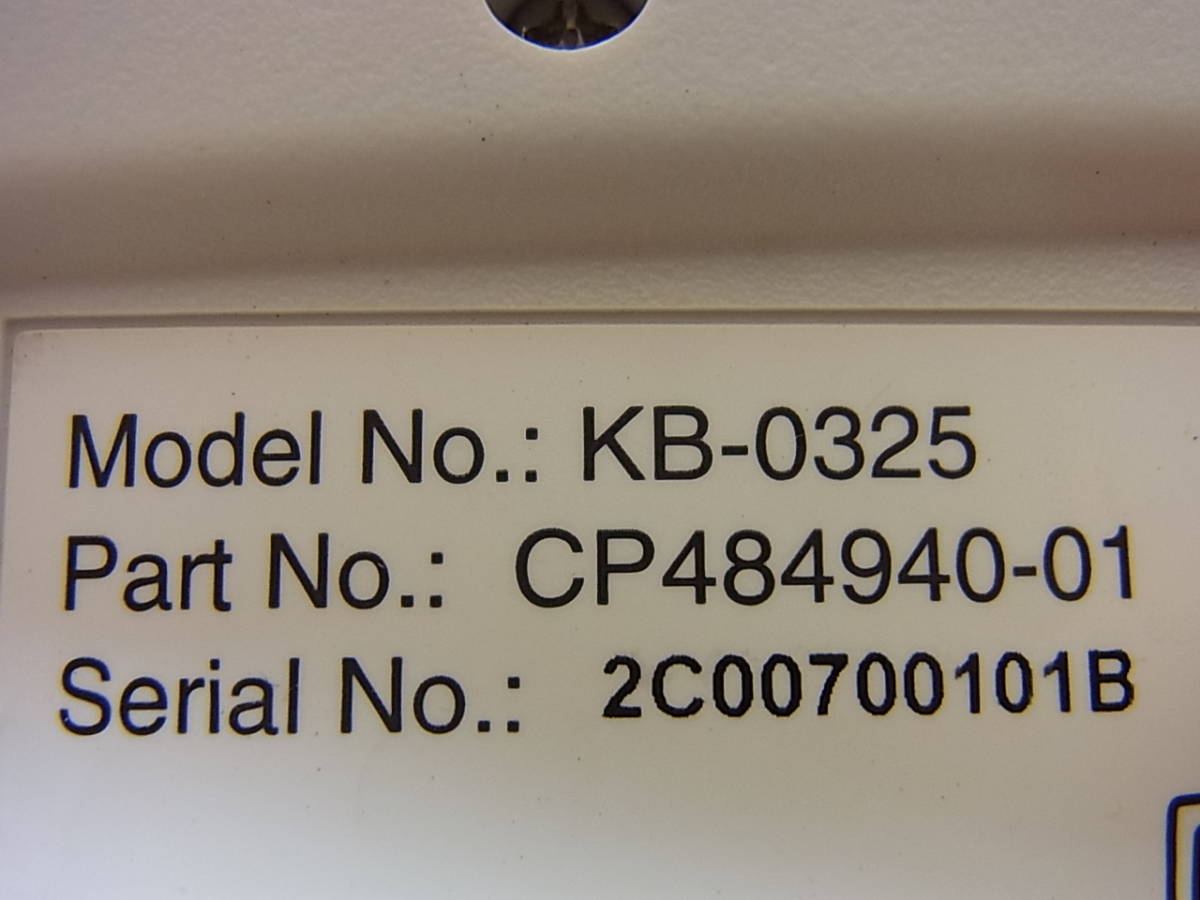 Model No.: KB-0325
Part No.: CP484940-01
Serial No.: 2C00700101B